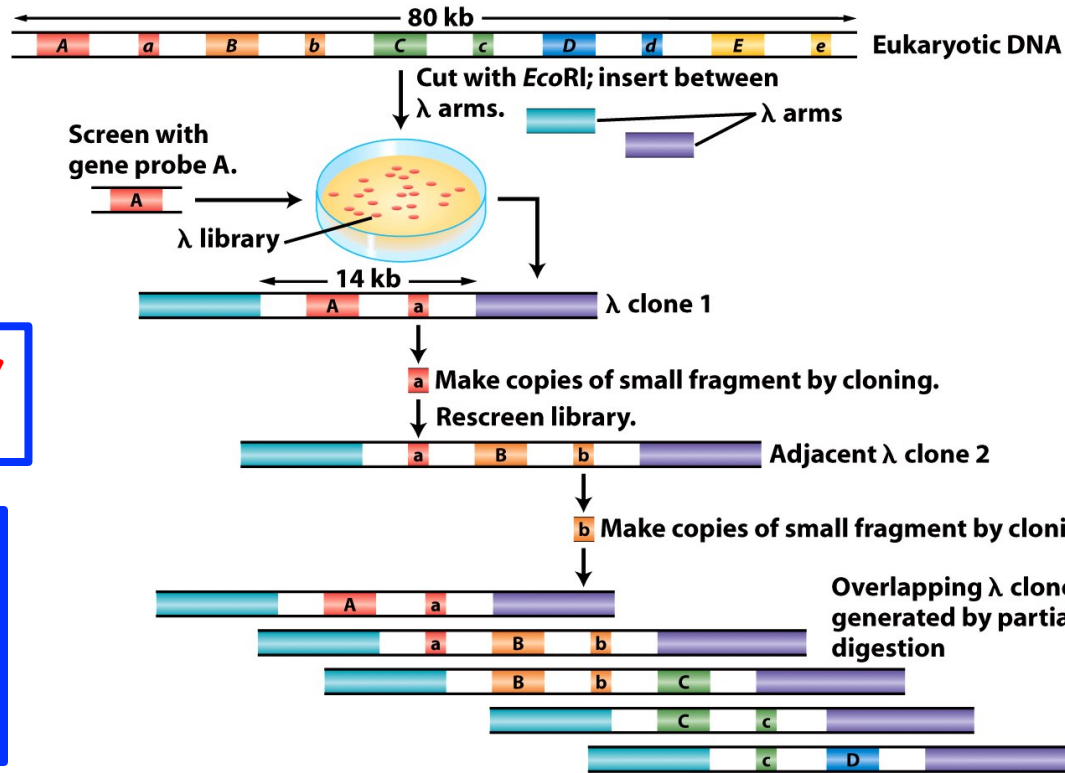 80 kb
A a B b C c D d E e
Eukaryotic DNA
Cut with EcoRI; insert between
λ arms.
λ arms
Screen with
gene probe A.
A
λ library
14 kb
A a
λ clone 1
a Make copies of small fragment by cloning.
Rescreen library.
a B b
Adjacent λ clone 2
b Make copies of small fragment by cloni
Overlapping λ clone
generated by partia
digestion
A a
a B b
B b C
C c
c D